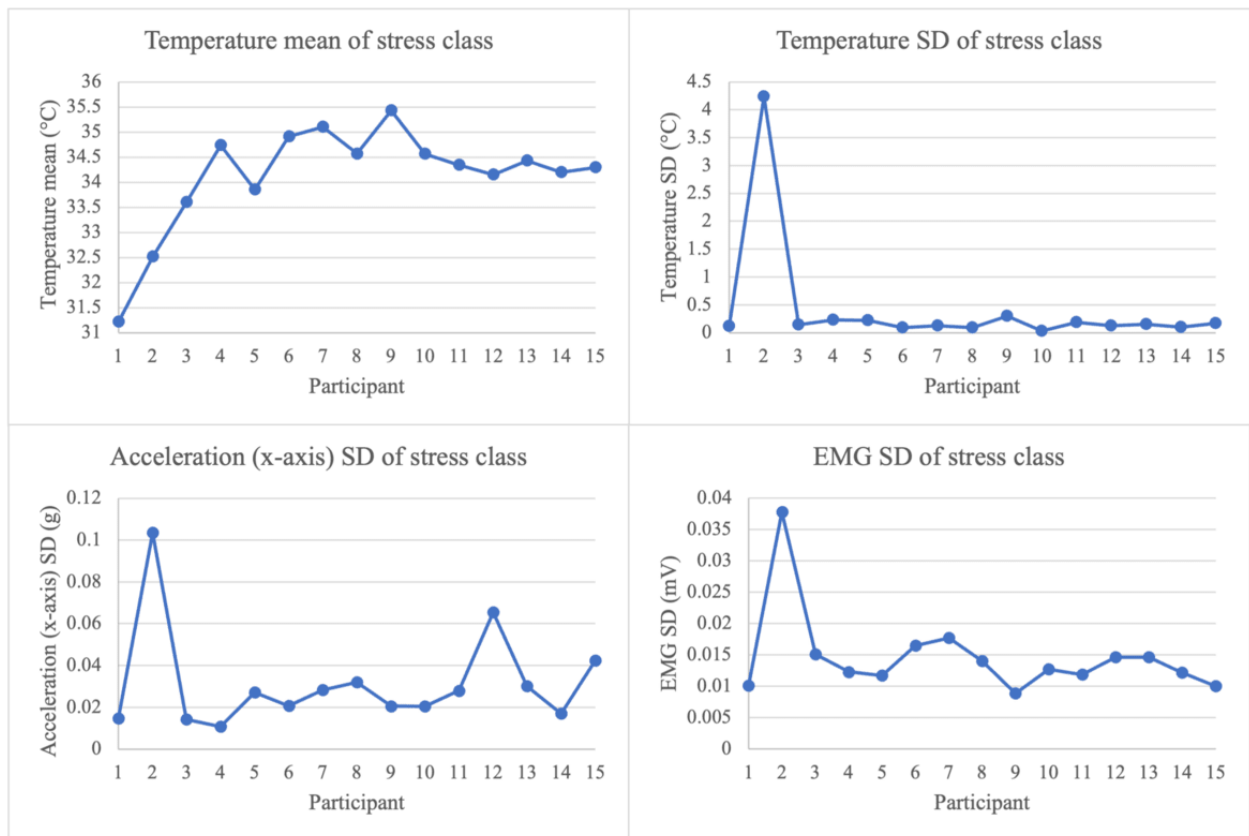 Temperature mean of stress class
Temperature mean (°C)
36
35.5
35
34.5
34
33.5
33
32.5
32
31.5
31
1 2 3 4 5 6 7 8 9 10 11 12 13 14 15
Participant
Temperature SD of stress class
Temperature SD (°C)
4.5
4
3.5
3
2.5
2
1.5
1
0.5
0
1 2 3 4 5 6 7 8 9 10 11 12 13 14 15
Participant
Acceleration (x-axis) SD of stress class
Acceleration (x-axis) SD (g)
0.12
0.1
0.08
0.06
0.04
0.02
0
1 2 3 4 5 6 7 8 9 10 11 12 13 14 15
Participant
EMG SD of stress class
EMG SD (mV)
0.04
0.035
0.03
0.025
0.02
0.015
0.01
0.005
0
1 2 3 4 5 6 7 8 9 10 11 12 13 14 15
Participant